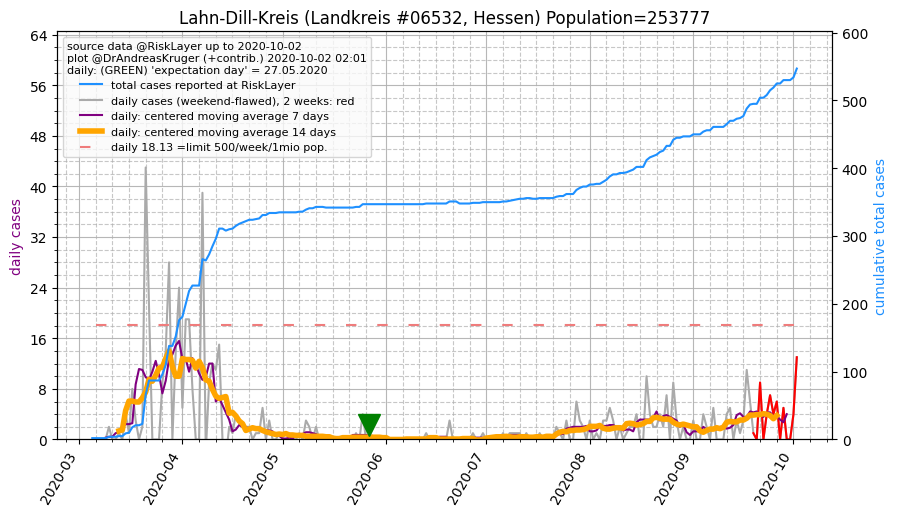 Lahn-Dill-Kreis (Landkreis #06532, Hessen) Population=253777
source data @RiskLayer up to 2020-10-02
plot @DrAndreasKruger (+contrib.) 2020-10-02 02:01
daily: (GREEN) 'expectation day' = 27.05.2020
total cases reported at RiskLayer
daily cases (weekend-flawed), 2 weeks: red
daily: centered moving average 7 days
daily: centered moving average 14 days
daily 18.13 =limit 500/week/1mio pop.
daily cases
64
56
48
40
32
24
16
8
0
cumulative total cases
600
500
400
300
200
100
0
2020-03
2020-04
2020-05
2020-06
2020-07
2020-08
2020-09
2020-10